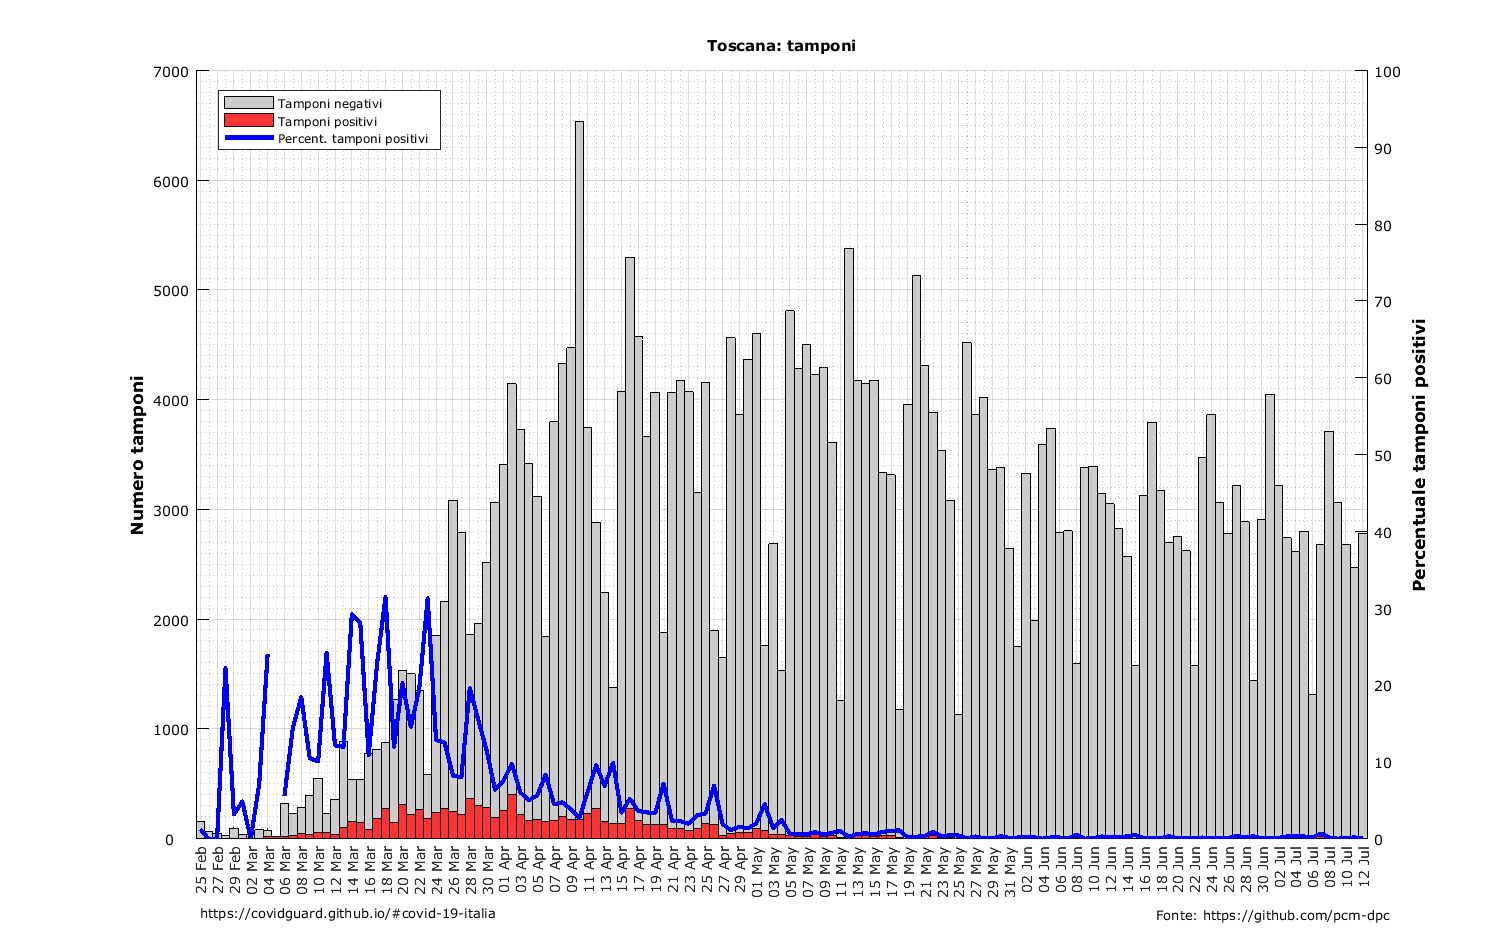 Toscana: tamponi
7000
6000
5000
4000
3000
2000
1000
0
Numero tamponi
Tamponi negativi
Tamponi positivi
Percent. tamponi positivi
100
90
80
70
60
50
40
30
20
10
0
Percentuale tamponi positivi
25 Feb
27 Feb
29 Feb
02 Mar
04 Mar
06 Mar
08 Mar
10 Mar
12 Mar
14 Mar
16 Mar
18 Mar
20 Mar
22 Mar
24 Mar
26 Mar
28 Mar
30 Mar
01 Apr
03 Apr
05 Apr
07 Apr
09 Apr
11 Apr
13 Apr
15 Apr
17 Apr
19 Apr
21 Apr
23 Apr
25 Apr
27 Apr
29 Apr
01 May
03 May
05 May
07 May
09 May
11 May
13 May
15 May
17 May
19 May
21 May
23 May
25 May
27 May
29 May
31 May
02 Jun
04 Jun
06 Jun
08 Jun
10 Jun
12 Jun
14 Jun
16 Jun
18 Jun
20 Jun
22 Jun
24 Jun
26 Jun
28 Jun
30 Jun
02 Jul
04 Jul
06 Jul
08 Jul
10 Jul
12 Jul
https://covidguard.github.io/#covid-19-italia
Fonte: https://github.com/pcm-dpc